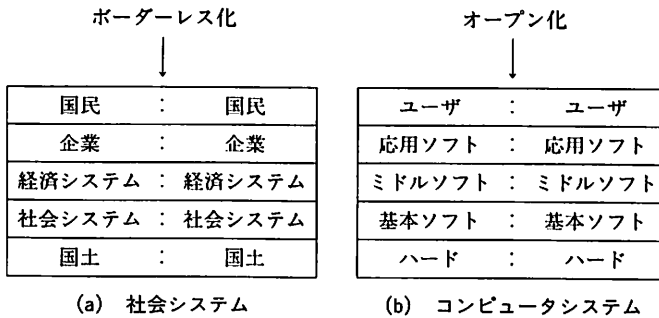 ボーダーレス化
国民 : 国民
企業 : 企業
経済システム : 経済システム
社会システム : 社会システム
国土 : 国土
(a) 社会システム
オープン化
ユーザ : ユーザ
応用ソフト : 応用ソフト
ミドルソフト : ミドルソフト
基本ソフト : 基本ソフト
ハード : ハード
(b) コンピュータシステム